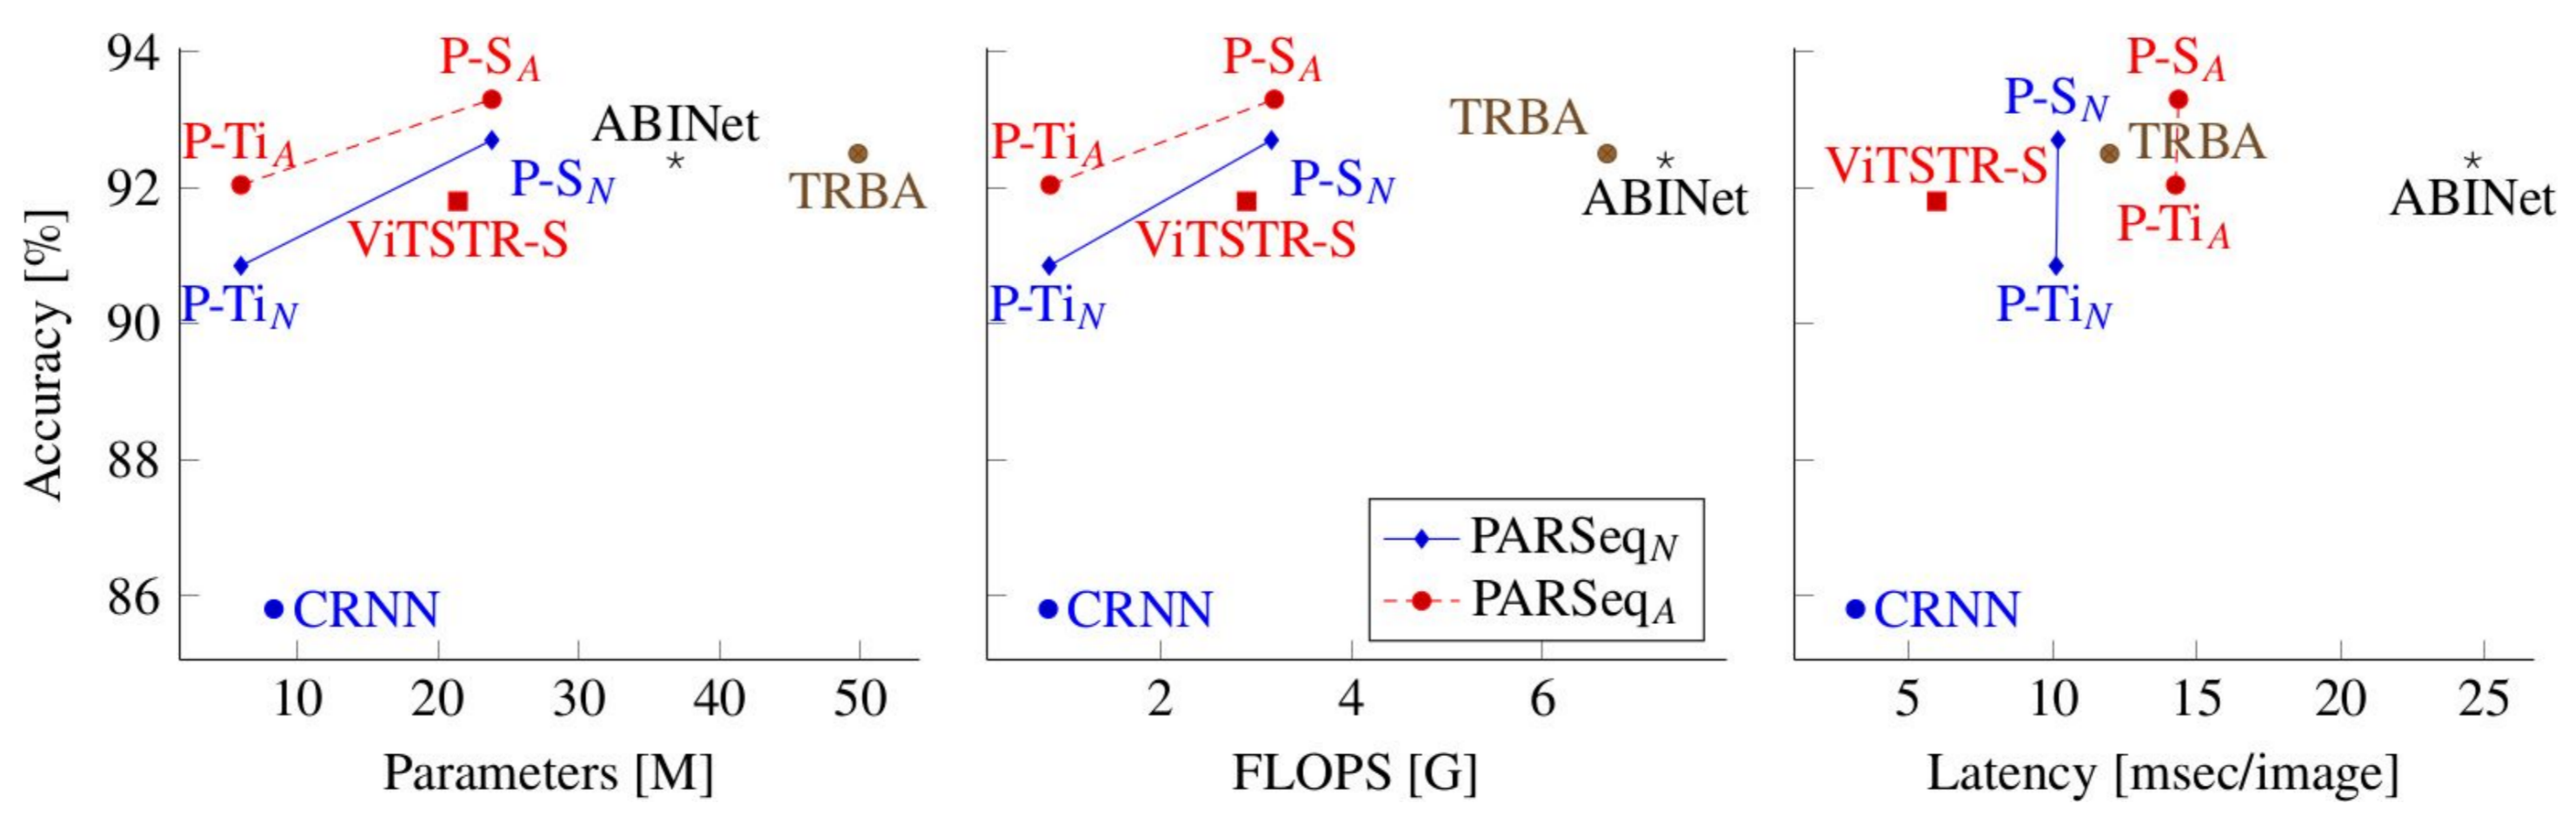 Accuracy [%]
94
92
90
88
86
P-S_A
P-Ti_A
ABINet
P-S_N
TRBA
ViTSTR-S
P-Ti_N
CRNN
10 20 30 40 50
Parameters [M]
P-S_A
TRBA
P-Ti_A
P-S_N
ABINet
ViTSTR-S
P-Ti_N
PARSeq_N
PARSeq_A
CRNN
2 4 6
FLOPS [G]
P-S_A
P-S_N
TRBA
ViTSTR-S
ABINet
P-Ti_A
P-Ti_N
CRNN
5 10 15 20 25
Latency [msec/image]